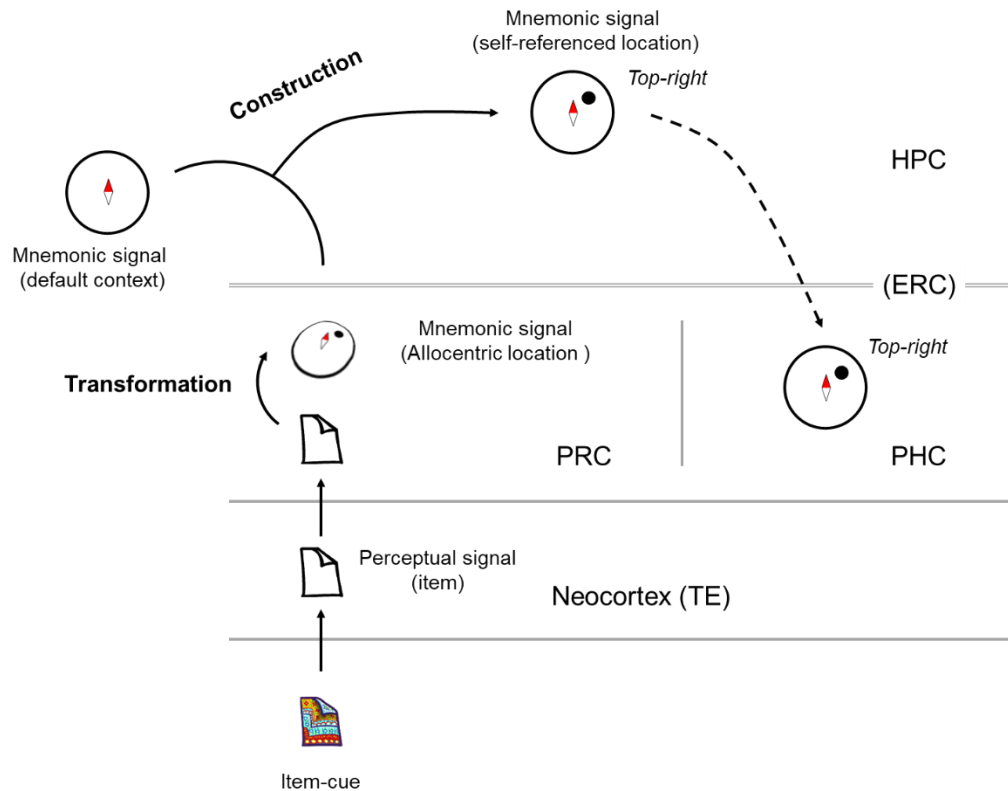 Mnemonic signal
(self-referenced location)
Top-right
Construction
HPC
Mnemonic signal
(default context)
(ERC)
Mnemonic signal
(Allocentric location )
Top-right
Transformation
PRC
PHC
Perceptual signal
(item)
Neocortex (TE)
Item-cue